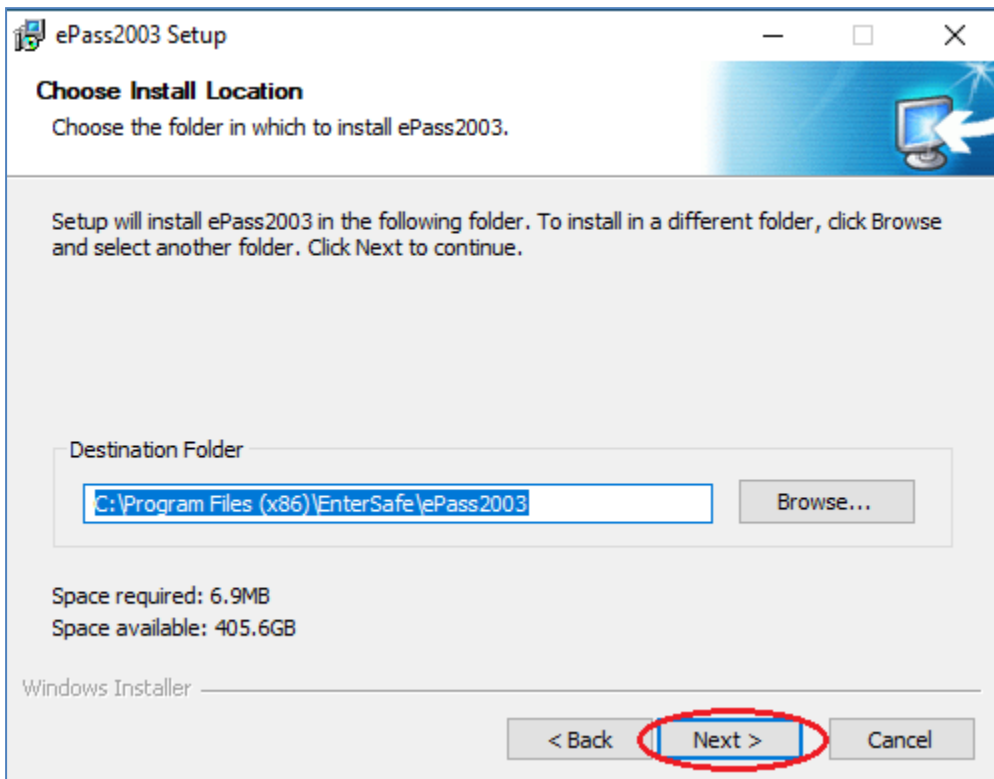 ePass2003 Setup
Choose Install Location
Choose the folder in which to install ePass2003.
Setup will install ePass2003 in the following folder. To install in a different folder, click Browse
and select another folder. Click Next to continue.
Destination Folder
C:\Program Files (x86)\EnterSafe\ePass2003
Browse...
Space required: 6.9MB
Space available: 405.6GB
Windows Installer
< Back
Next >
Cancel